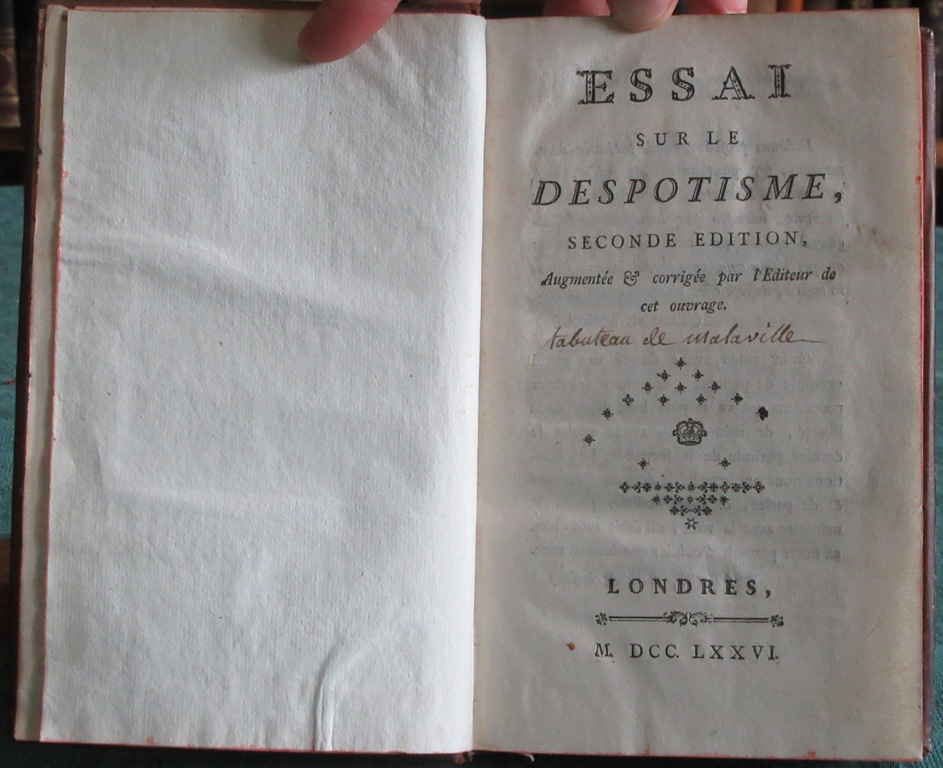 ESSAI
SUR LE
DESPOTISME,
SECONDE EDITION,
Augmentée & corrigée par l'Editeur de
cet ouvrage.
tabuteau de malaville
LONDRES,
M. DCC. LXXVI.